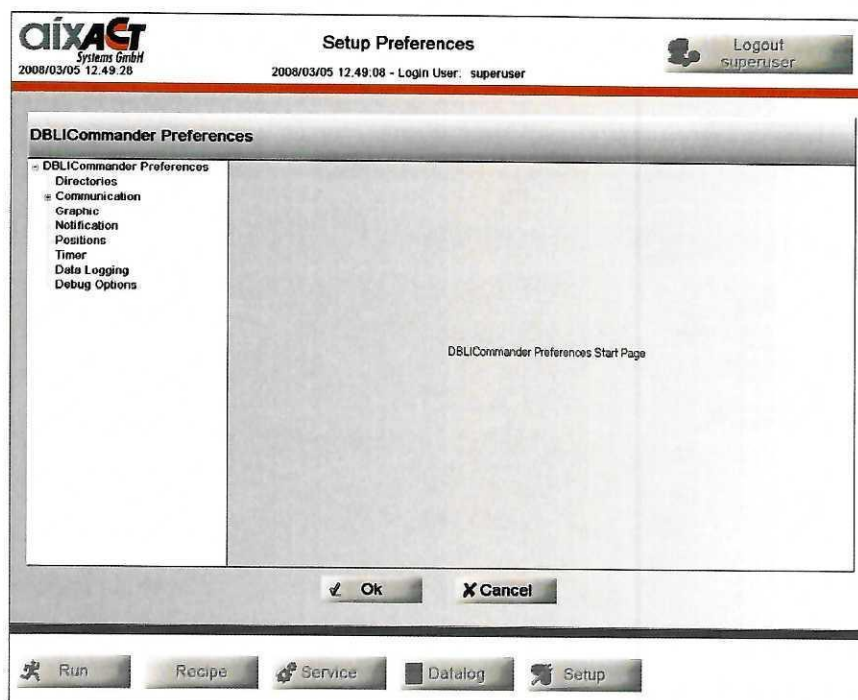 aixACT
Systems GmbH
2008/03/05 12.49.28
Setup Preferences
2008/03/05 12.49:08 - Login User: superuser
Logout
superuser
DBLICommander Preferences
DBLICommander Preferences
Directories
Communication
Graphic
Notification
Positions
Timer
Data Logging
Debug Options
DBLICommander Preferences Start Page
Ok
Cancel
Run
Recipe
Service
Datalog
Setup